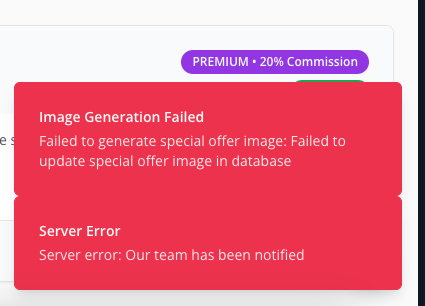 PREMIUM • 20% Commission
Image Generation Failed
Failed to generate special offer image: Failed to
update special offer image in database
Server Error
Server error: Our team has been notified